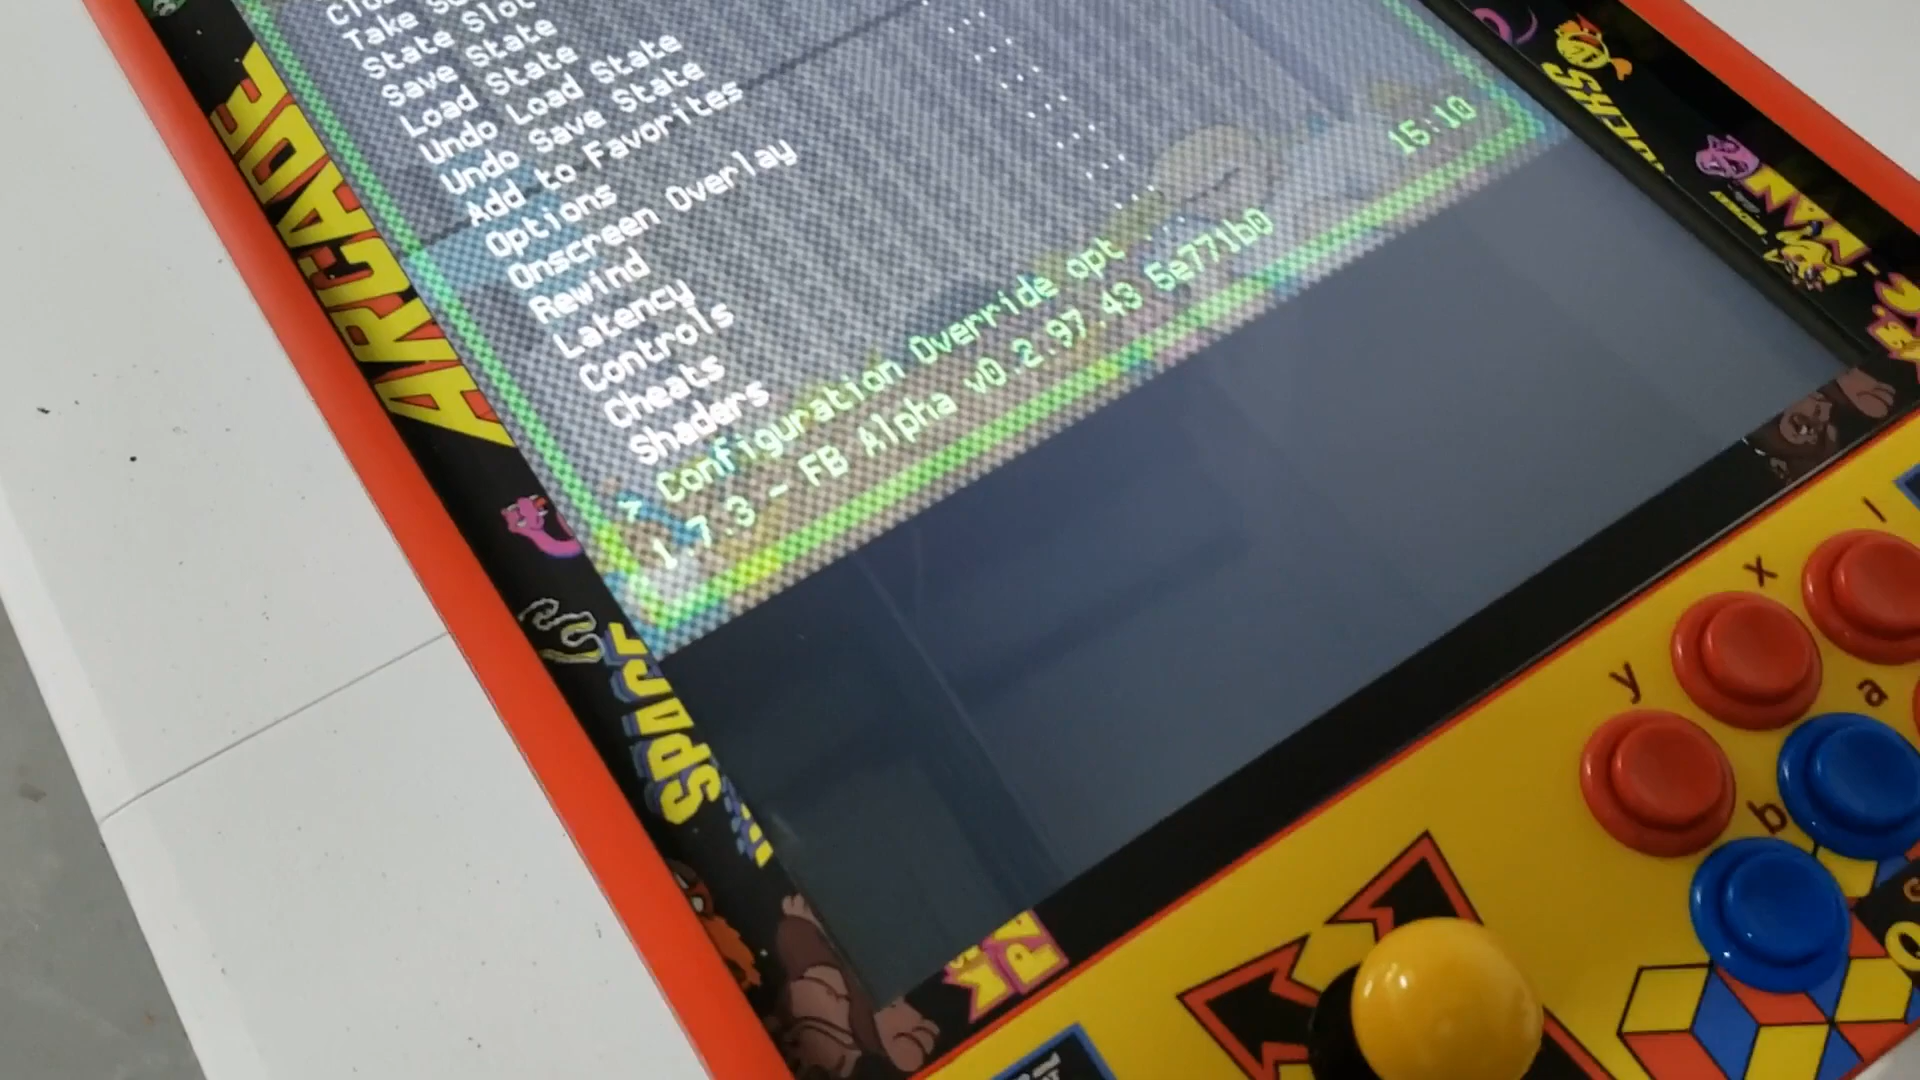 State Slot
Save State
Load State
Undo Load State
Undo Save State
Add to Favorites
Options
Onscreen Overlay
Rewind
Latency
Controls
Cheats
Shaders
> Configuration Override opt ...
1.7.3 - FB Alpha v0.2.97.43 5e771b0
15:10
ARCADE
SPACE
MAN
x
y
a
b
l